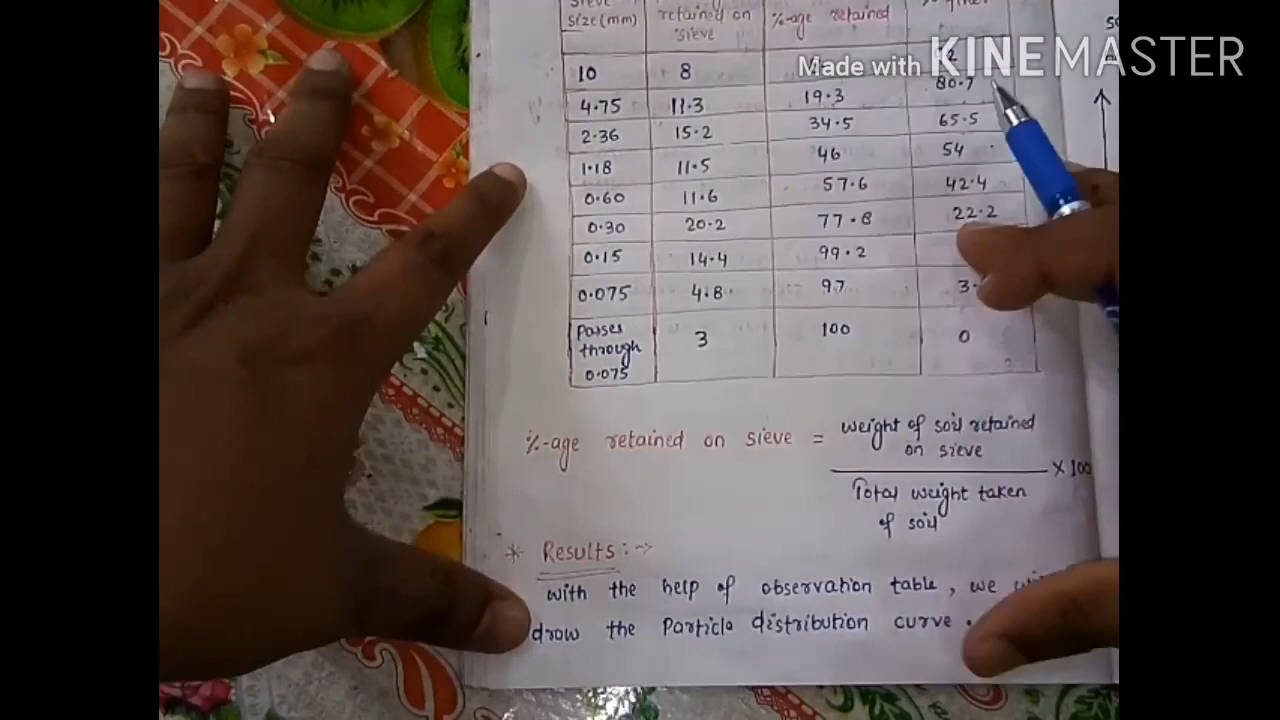 size (mm) retained on sieve %-age retained
Made with KINEMASTER
10 8
4.75 11.3 19.3 80.7
2.36 15.2 34.5 65.5
1.18 11.5 46 54
0.60 11.6 57.6 42.4
0.30 20.2 77.8 22.2
0.15 14.4 99.2
0.075 4.8 97 3.
Passes through 0.075 3 100 0
%-age retained on sieve = weight of soil retained on sieve
× 100
Total weight taken of soil
* Results :->
with the help of observation table, we
drow the Particle distribution curve.